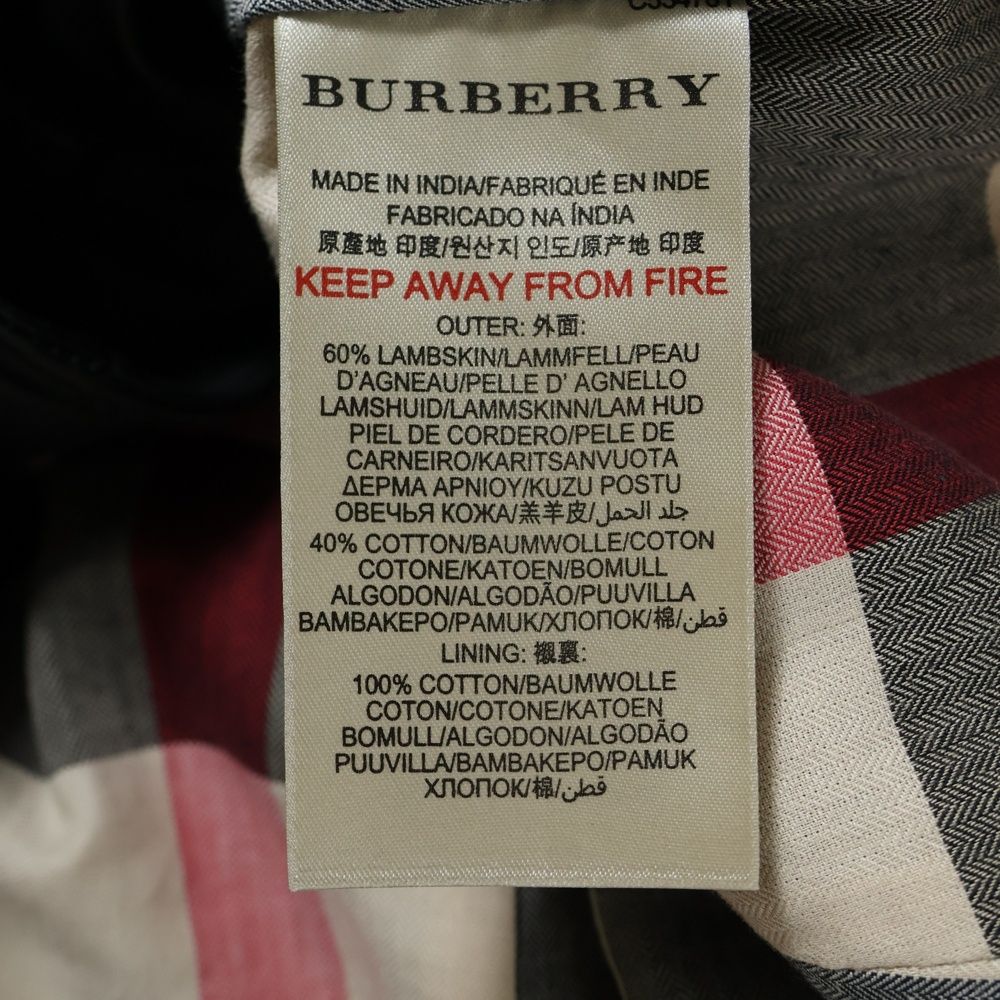 BURBERRY
MADE IN INDIA/FABRIQUÉ EN INDE
FABRICADO NA ÍNDIA
原產地 印度/원산지 인도/原产地 印度
KEEP AWAY FROM FIRE
OUTER: 外面:
60% LAMBSKIN/LAMMFELL/PEAU
D'AGNEAU/PELLE D' AGNELLO
LAMSHUID/LAMMSKINN/LAM HUD
PIEL DE CORDERO/PELE DE
CARNEIRO/KARITSANVUOTA
ΔΕΡΜΑ ΑΡΝΙΟΥ/KUZU POSTU
ОВЕЧЬЯ КОЖА/羔羊皮/جلد الحمل
40% COTTON/BAUMWOLLE/COTON
COTONE/KATOEN/BOMULL
ALGODON/ALGODÃO/PUUVILLA
ΒΑΜΒΑΚΕΡΟ/PAMUK/ХЛОПОК/棉/قطن
LINING: 襯裏:
100% COTTON/BAUMWOLLE
COTON/COTONE/KATOEN
BOMULL/ALGODON/ALGODÃO
PUUVILLA/ΒΑΜΒΑΚΕΡΟ/PAMUK
ХЛОПОК/棉/قطن